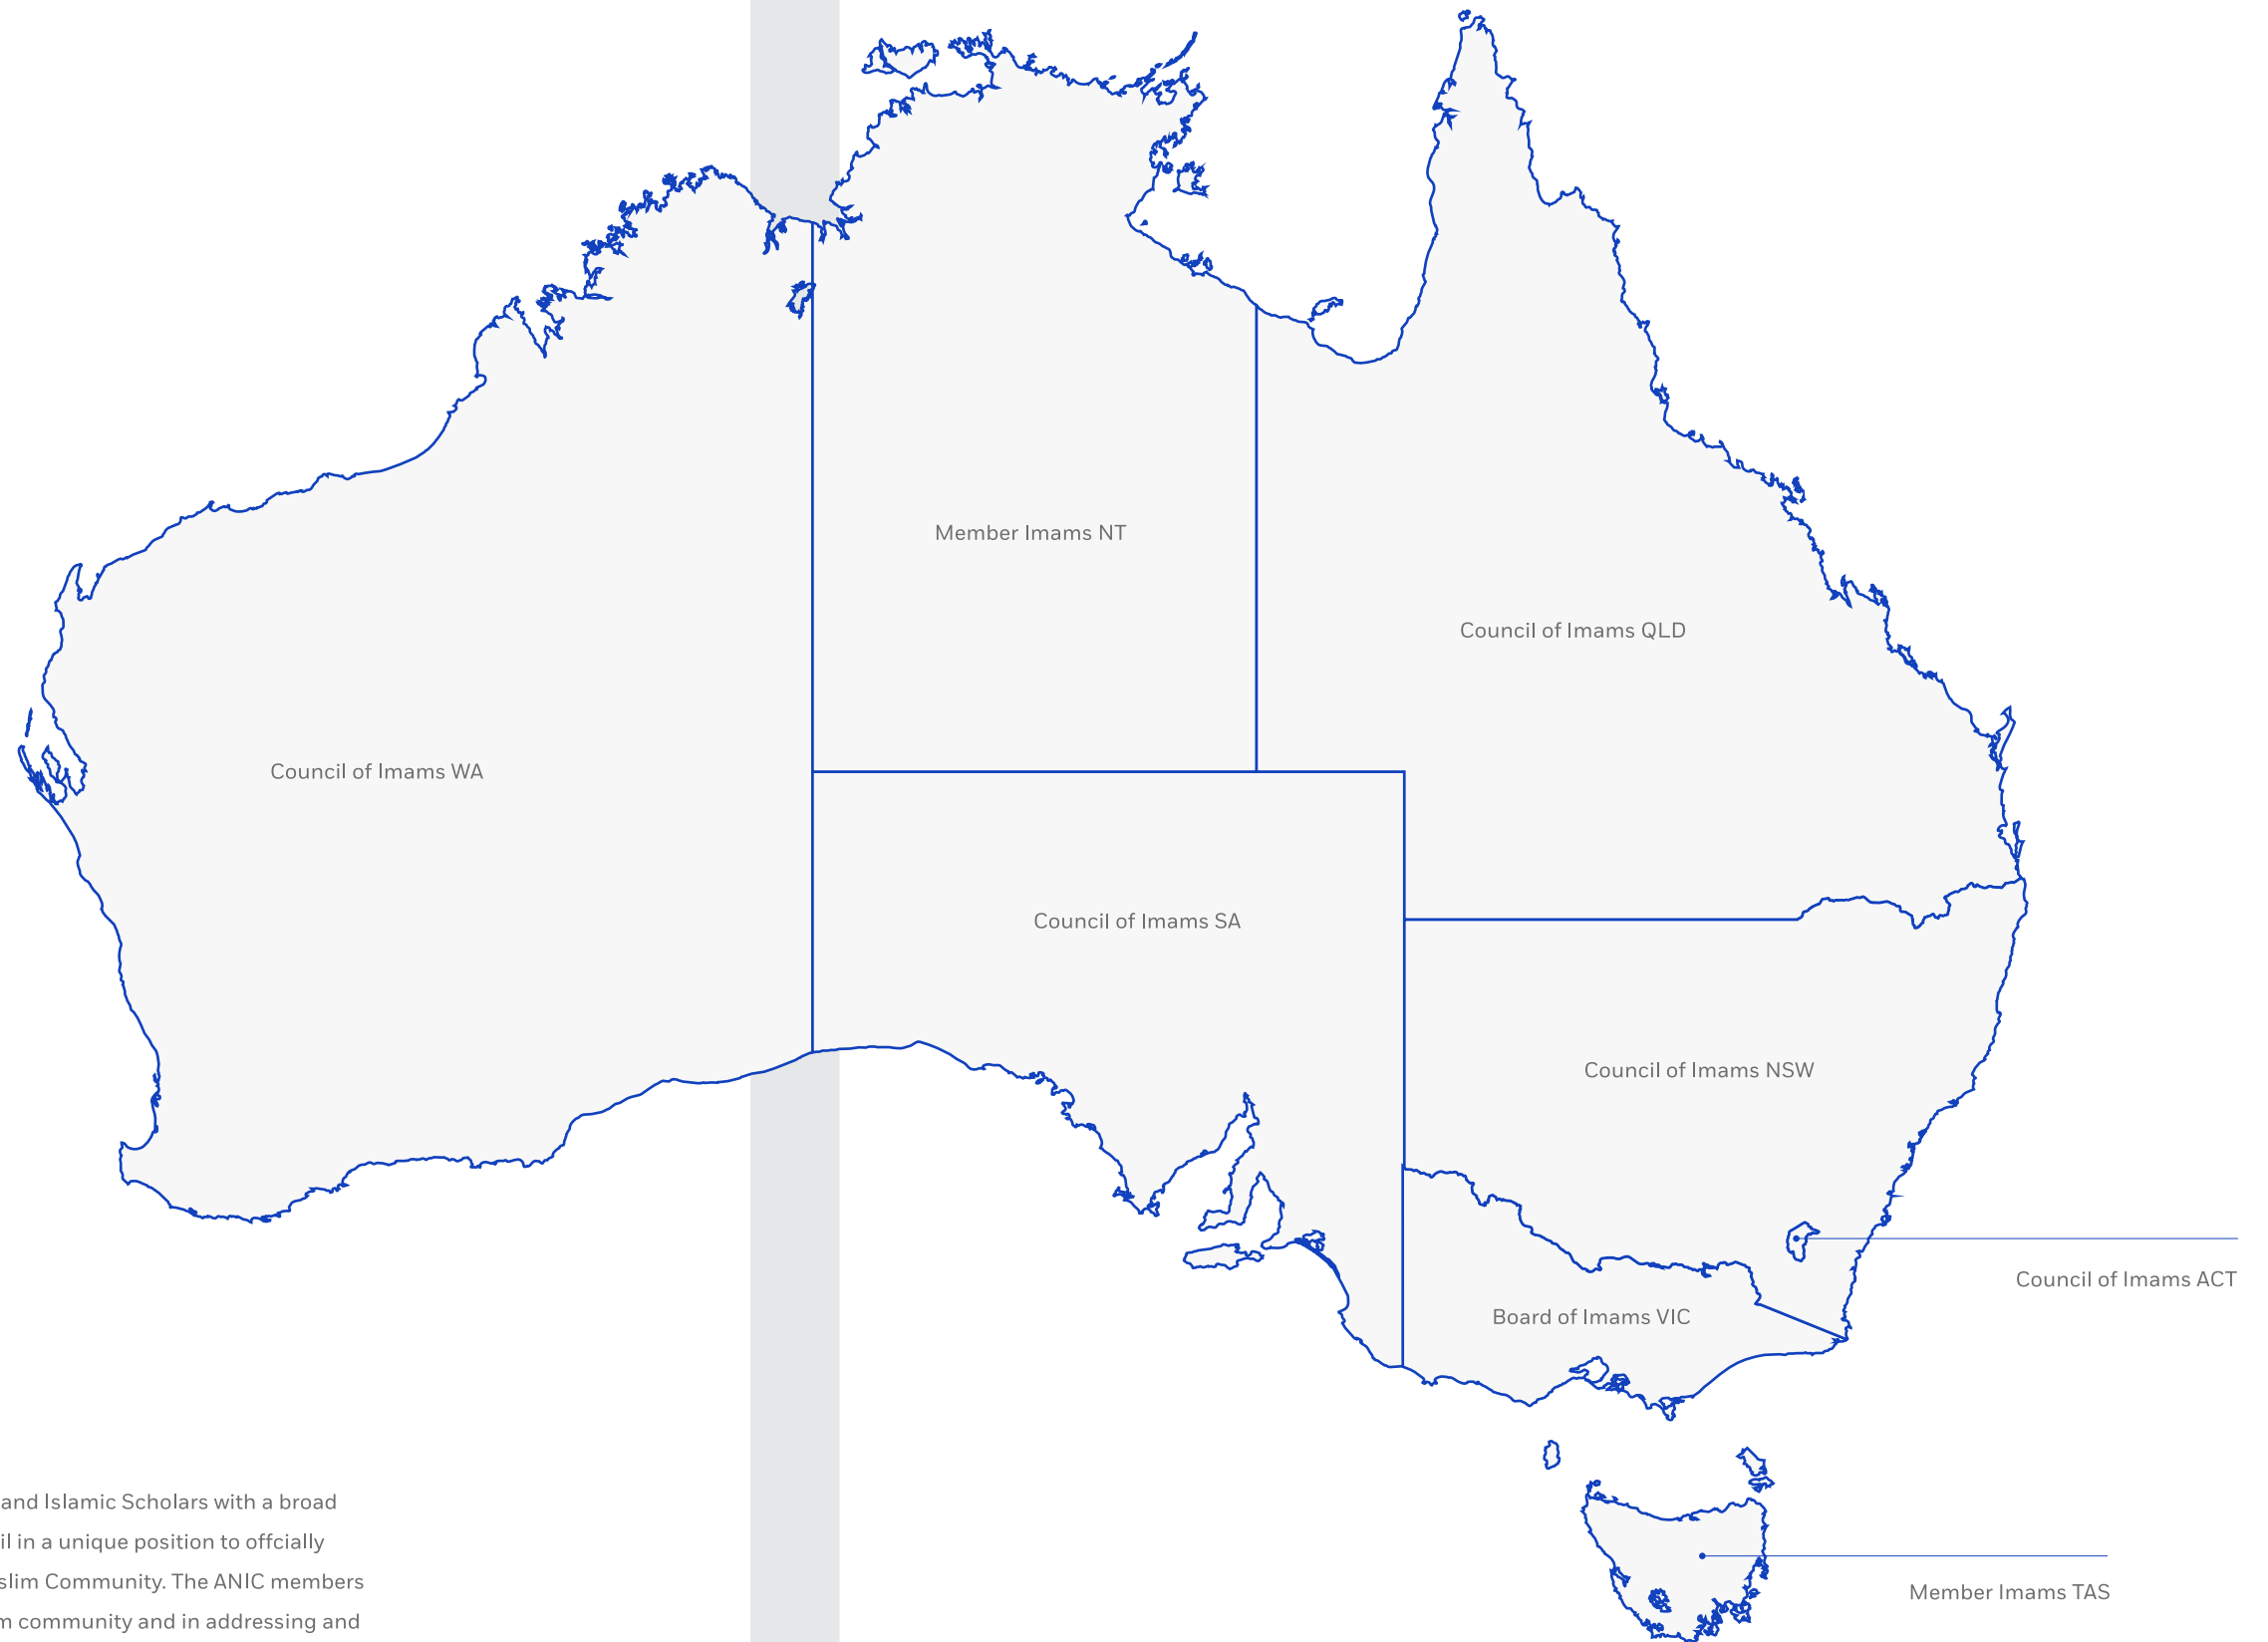 Member Imams NT
Council of Imams QLD
Council of Imams WA
Council of Imams SA
Council of Imams NSW
Council of Imams ACT
Board of Imams VIC
and Islamic Scholars with a broad
il in a unique position to offcially
slim Community. The ANIC members
m community and in addressing and
Member Imams TAS